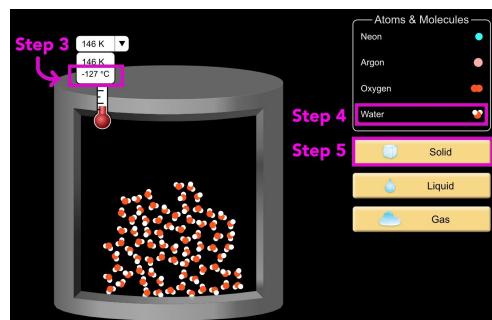 Step 3
146 K
146 K
-127 °C
Atoms & Molecules
Neon
Argon
Oxygen
Step 4
Water
Step 5
Solid
Liquid
Gas